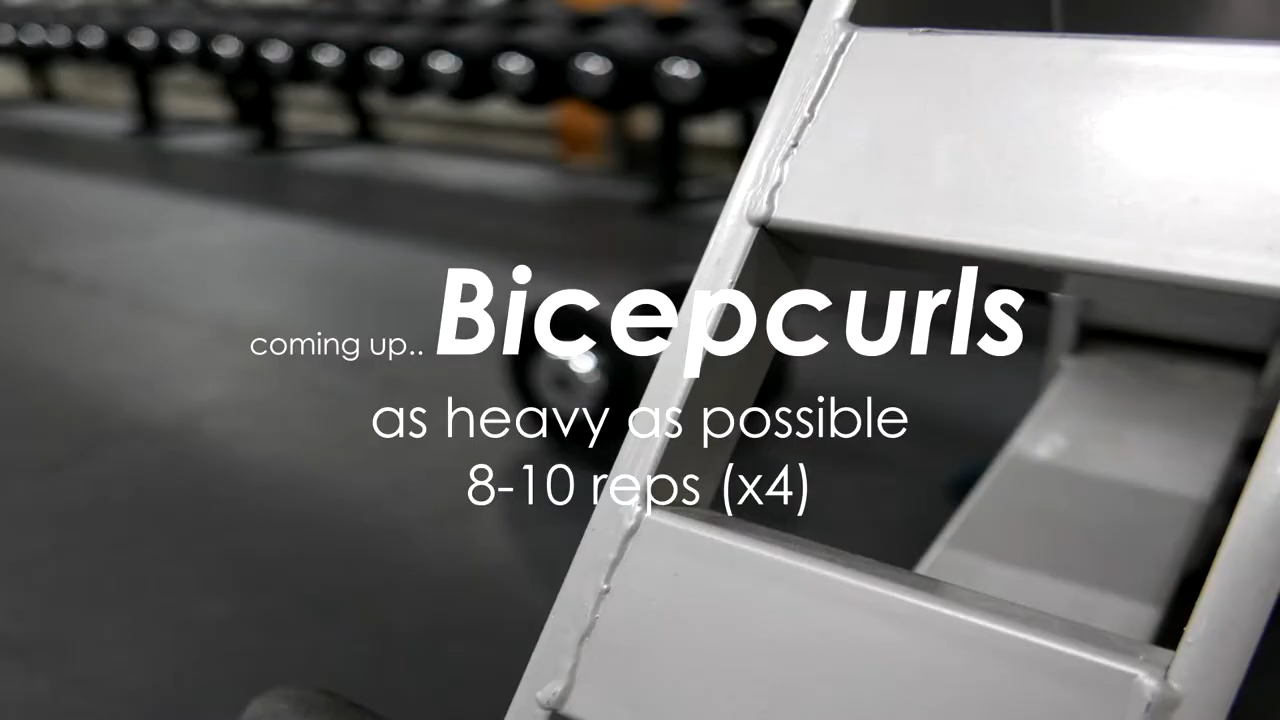 coming up.. Bicepcurls
as heavy as possible
8-10 reps (x4)